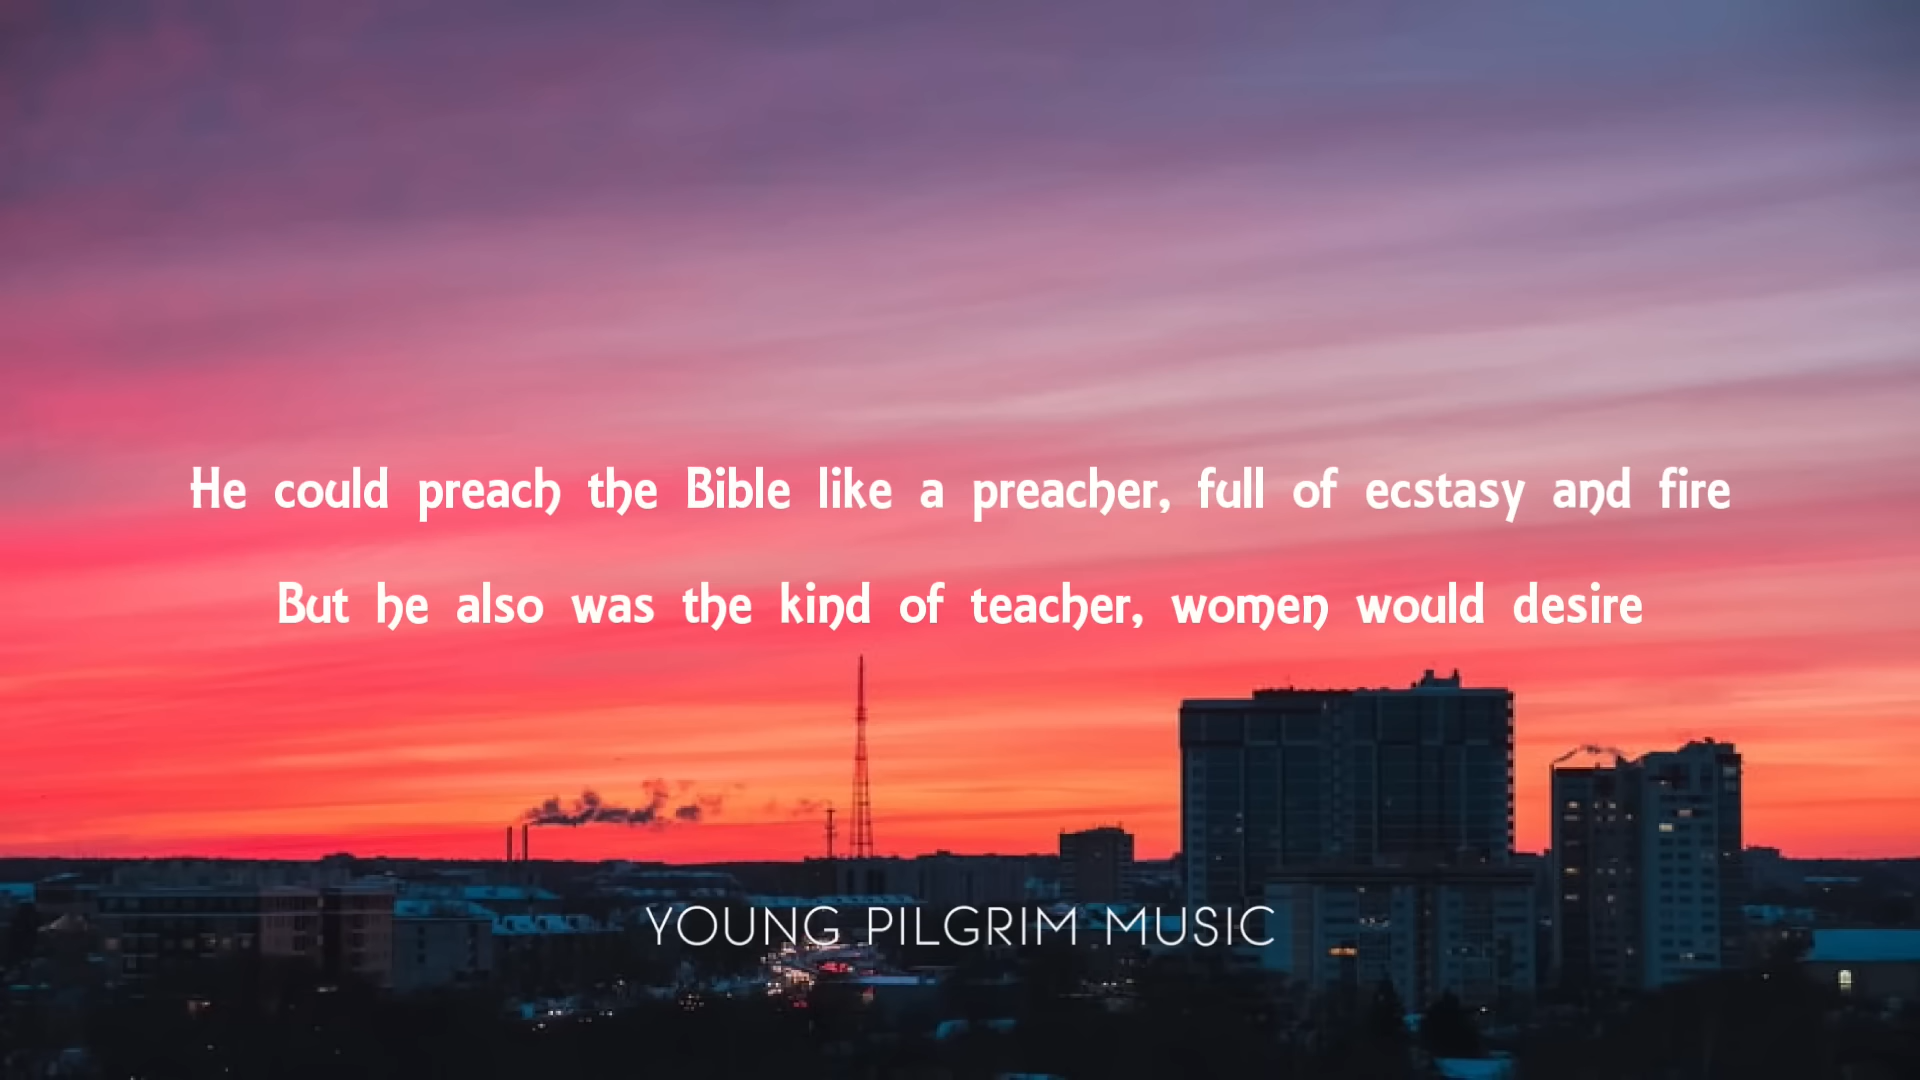 He could preach the Bible like a preacher, full of ecstasy and fire
But he also was the kind of teacher, women would desire
YOUNG PILGRIM MUSIC